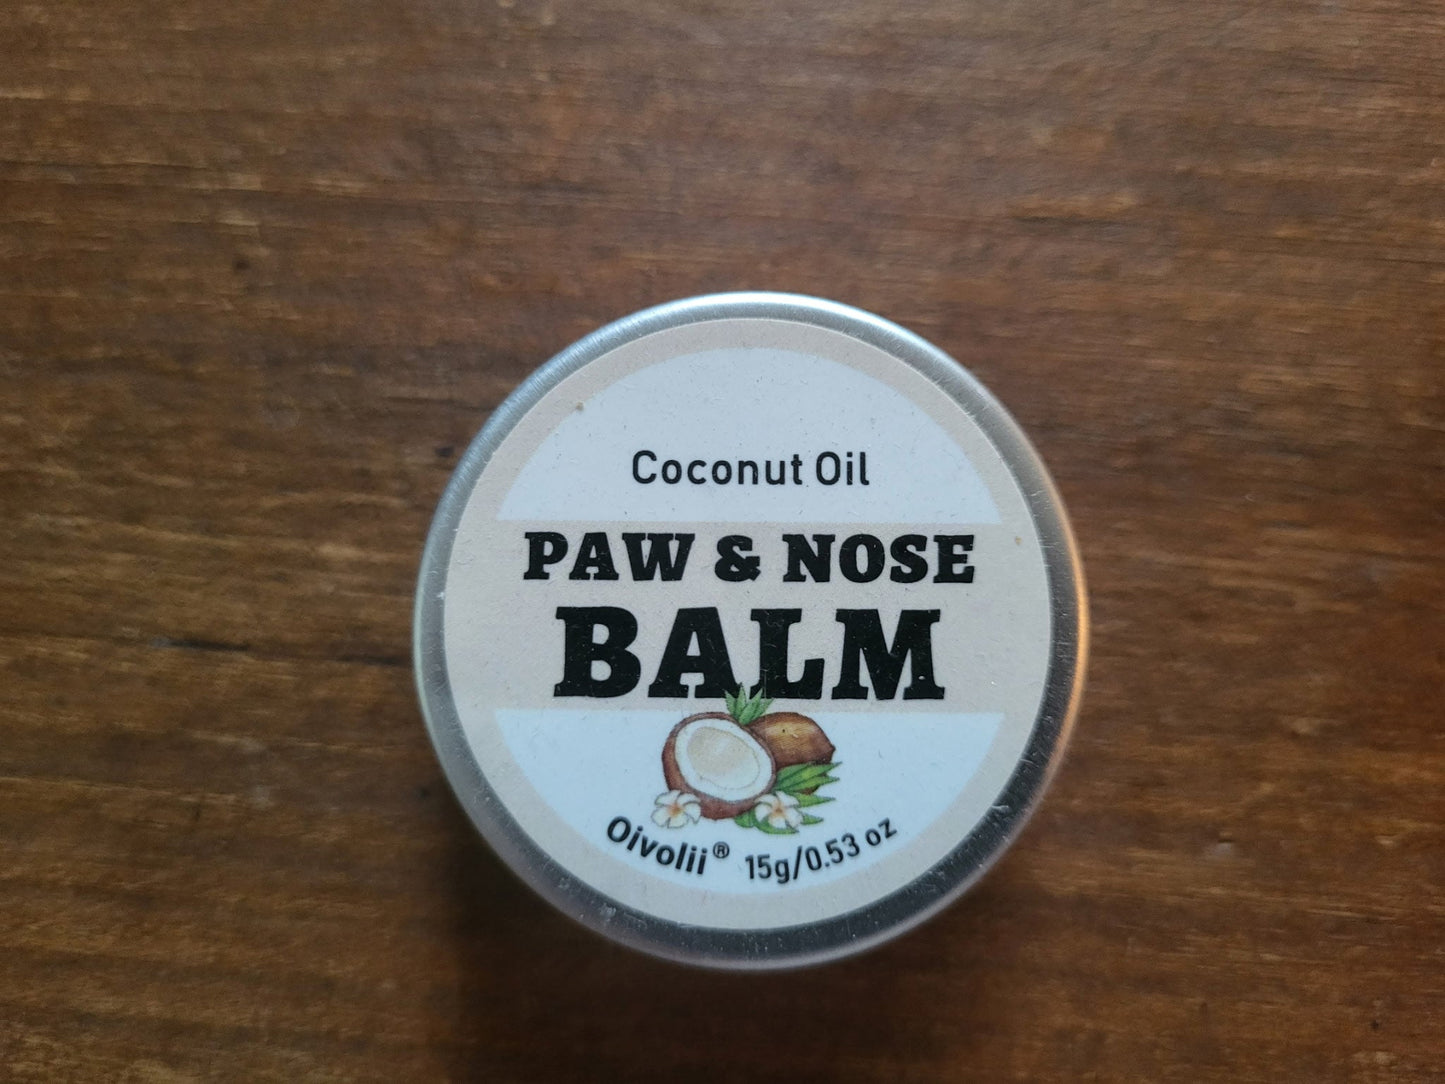 Coconut Oil
PAW & NOSE
BALM
Oivolii® 15g/0.53 oz